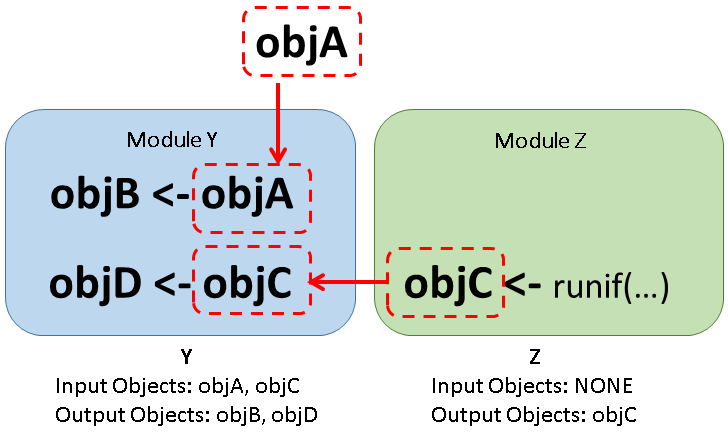 objA
Module Y
objB <- objA
objD <- objC
Module Z
objC <- runif(...)
Y
Input Objects: objA, objC
Output Objects: objB, objD
Z
Input Objects: NONE
Output Objects: objC